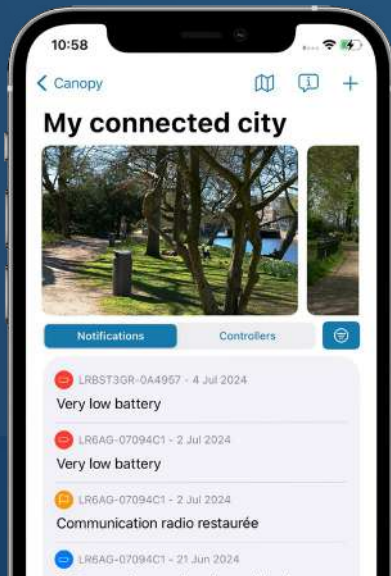 10:58
Canopy
My connected city
Notifications
Controllers
LRBST3GR-0A4957 - 4 Jul 2024
Very low battery
LR6AG-07094C1 - 2 Jul 2024
Very low battery
LR6AG-07094C1 - 2 Jul 2024
Communication radio restaurée
LR6AG-07094C1 - 21 Jun 2024